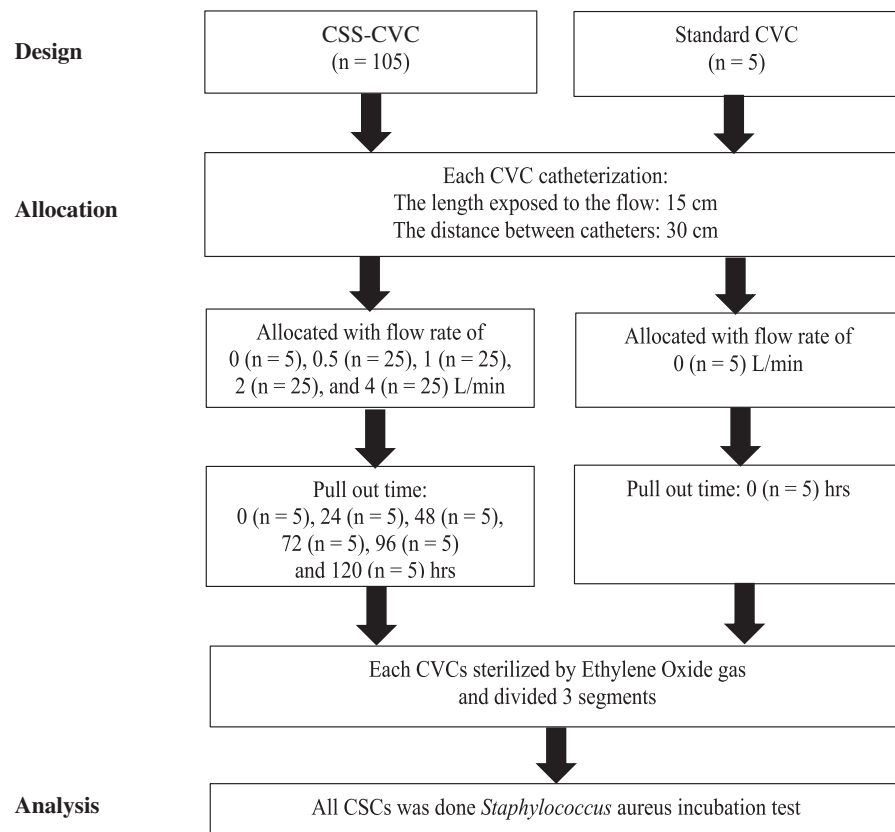 Design
CSS-CVC
(n = 105)
Standard CVC
(n = 5)
Allocation
Each CVC catheterization:
The length exposed to the flow: 15 cm
The distance between catheters: 30 cm
Allocated with flow rate of
0 (n = 5), 0.5 (n = 25), 1 (n = 25),
2 (n = 25), and 4 (n = 25) L/min
Allocated with flow rate of
0 (n = 5) L/min
Pull out time:
0 (n = 5), 24 (n = 5), 48 (n = 5),
72 (n = 5), 96 (n = 5)
and 120 (n = 5) hrs
Pull out time: 0 (n = 5) hrs
Each CVCs sterilized by Ethylene Oxide gas
and divided 3 segments
Analysis
All CSCs was done Staphylococcus aureus incubation test